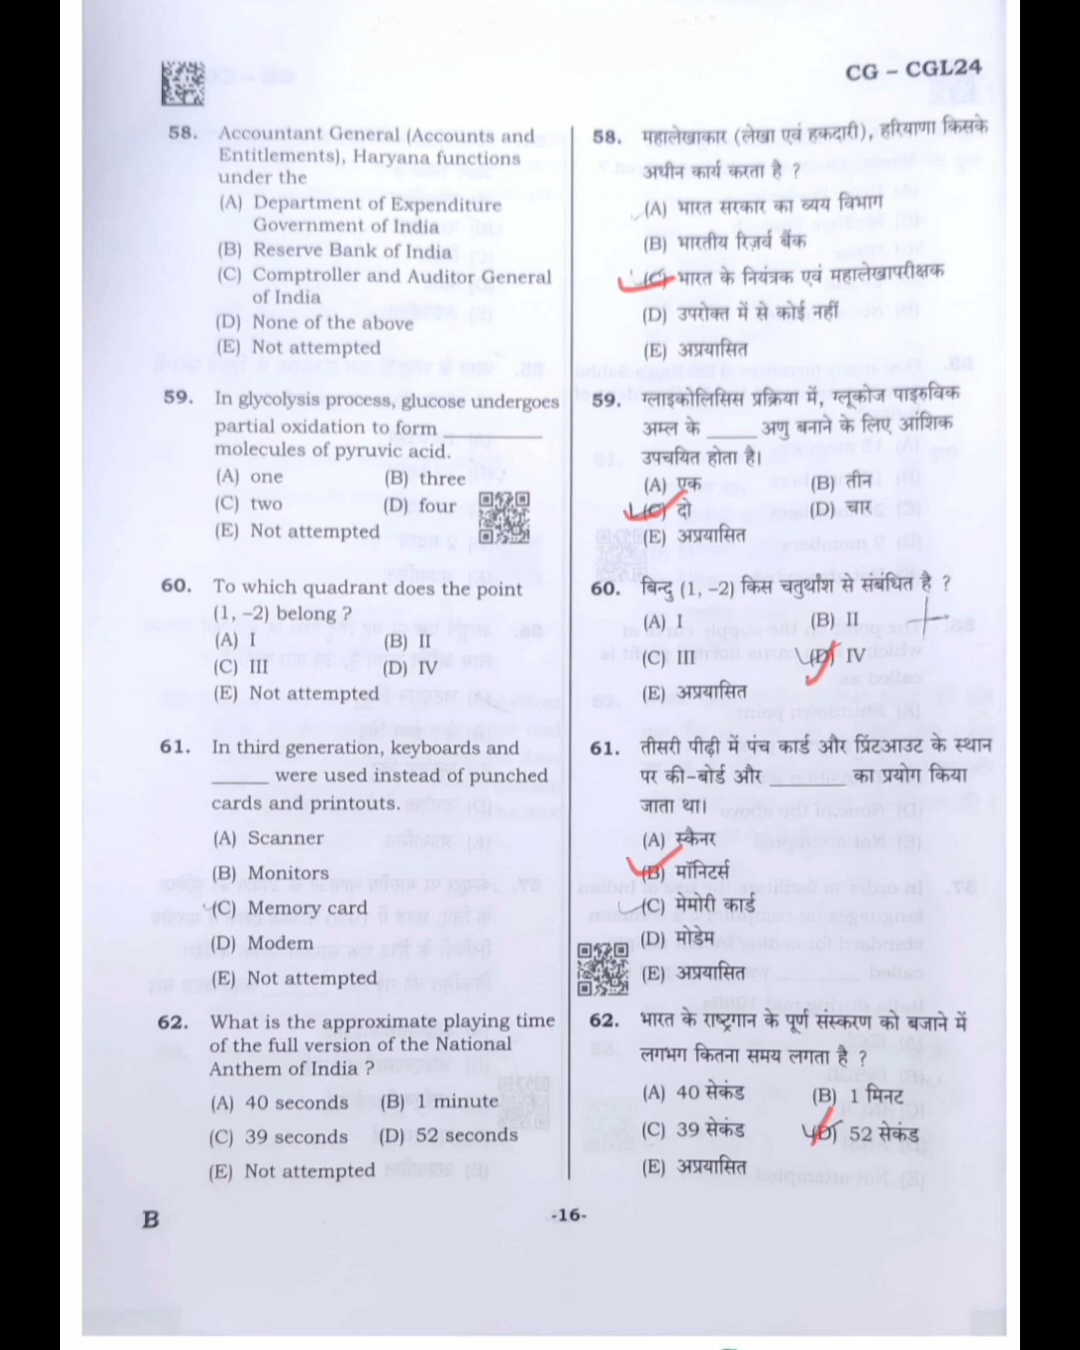 CG – CGL24
58. Accountant General (Accounts and
Entitlements), Haryana functions
under the
(A) Department of Expenditure
Government of India
(B) Reserve Bank of India
(C) Comptroller and Auditor General
of India
(D) None of the above
(E) Not attempted
59. In glycolysis process, glucose undergoes
partial oxidation to form ________
molecules of pyruvic acid.
(A) one (B) three
(C) two (D) four
(E) Not attempted
60. To which quadrant does the point
(1, –2) belong ?
(A) I (B) II
(C) III (D) IV
(E) Not attempted
61. In third generation, keyboards and
______ were used instead of punched
cards and printouts.
(A) Scanner
(B) Monitors
(C) Memory card
(D) Modem
(E) Not attempted
62. What is the approximate playing time
of the full version of the National
Anthem of India ?
(A) 40 seconds (B) 1 minute
(C) 39 seconds (D) 52 seconds
(E) Not attempted
58. महालेखाकार (लेखा एवं हकदारी), हरियाणा किसके
अधीन कार्य करता है ?
(A) भारत सरकार का व्यय विभाग
(B) भारतीय रिज़र्व बैंक
(C) भारत के नियंत्रक एवं महालेखापरीक्षक
(D) उपरोक्त में से कोई नहीं
(E) अप्रयासित
59. ग्लाइकोलिसिस प्रक्रिया में, ग्लूकोज पाइरुविक
अम्ल के _____ अणु बनाने के लिए आंशिक
उपचयित होता है।
(A) एक (B) तीन
(C) दो (D) चार
(E) अप्रयासित
60. बिन्दु (1, –2) किस चतुर्थांश से संबंधित है ?
(A) I (B) II
(C) III (D) IV
(E) अप्रयासित
61. तीसरी पीढ़ी में पंच कार्ड और प्रिंटआउट के स्थान
पर की-बोर्ड और ________ का प्रयोग किया
जाता था।
(A) स्कैनर
(B) मॉनिटर्स
(C) मेमोरी कार्ड
(D) मोडेम
(E) अप्रयासित
62. भारत के राष्ट्रगान के पूर्ण संस्करण को बजाने में
लगभग कितना समय लगता है ?
(A) 40 सेकंड (B) 1 मिनट
(C) 39 सेकंड (D) 52 सेकंड
(E) अप्रयासित
B
-16-